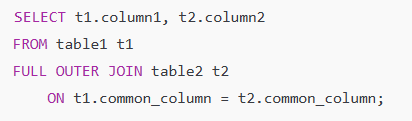 SELECT t1.column1, t2.column2
FROM table1 t1
FULL OUTER JOIN table2 t2
    ON t1.common_column = t2.common_column;